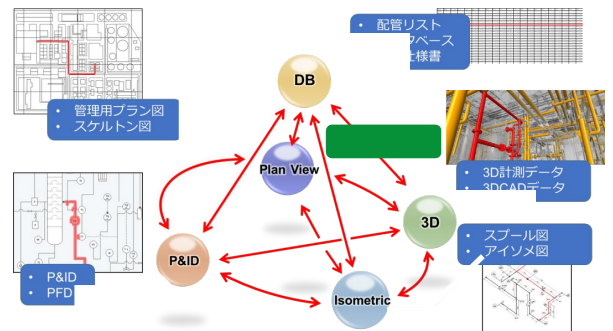 • 配管リスト
タベース
仕様書
DB
• 管理用プラン図
• スケルトン図
Plan View
• 3D計測データ
• 3DCADデータ
3D
• スプール図
• アイソメ図
P&ID
• P&ID
• PFD
Isometric